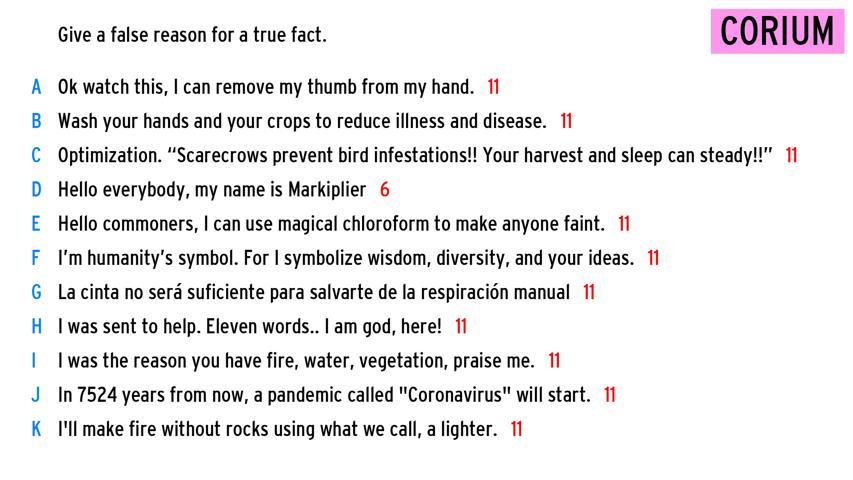 Give a false reason for a true fact.
CORIUM
A Ok watch this, I can remove my thumb from my hand. 11
B Wash your hands and your crops to reduce illness and disease. 11
C Optimization. “Scarecrows prevent bird infestations!! Your harvest and sleep can steady!!” 11
D Hello everybody, my name is Markiplier 6
E Hello commoners, I can use magical chloroform to make anyone faint. 11
F I’m humanity’s symbol. For I symbolize wisdom, diversity, and your ideas. 11
G La cinta no será suficiente para salvarte de la respiración manual 11
H I was sent to help. Eleven words.. I am god, here! 11
I I was the reason you have fire, water, vegetation, praise me. 11
J In 7524 years from now, a pandemic called "Coronavirus" will start. 11
K I'll make fire without rocks using what we call, a lighter. 11